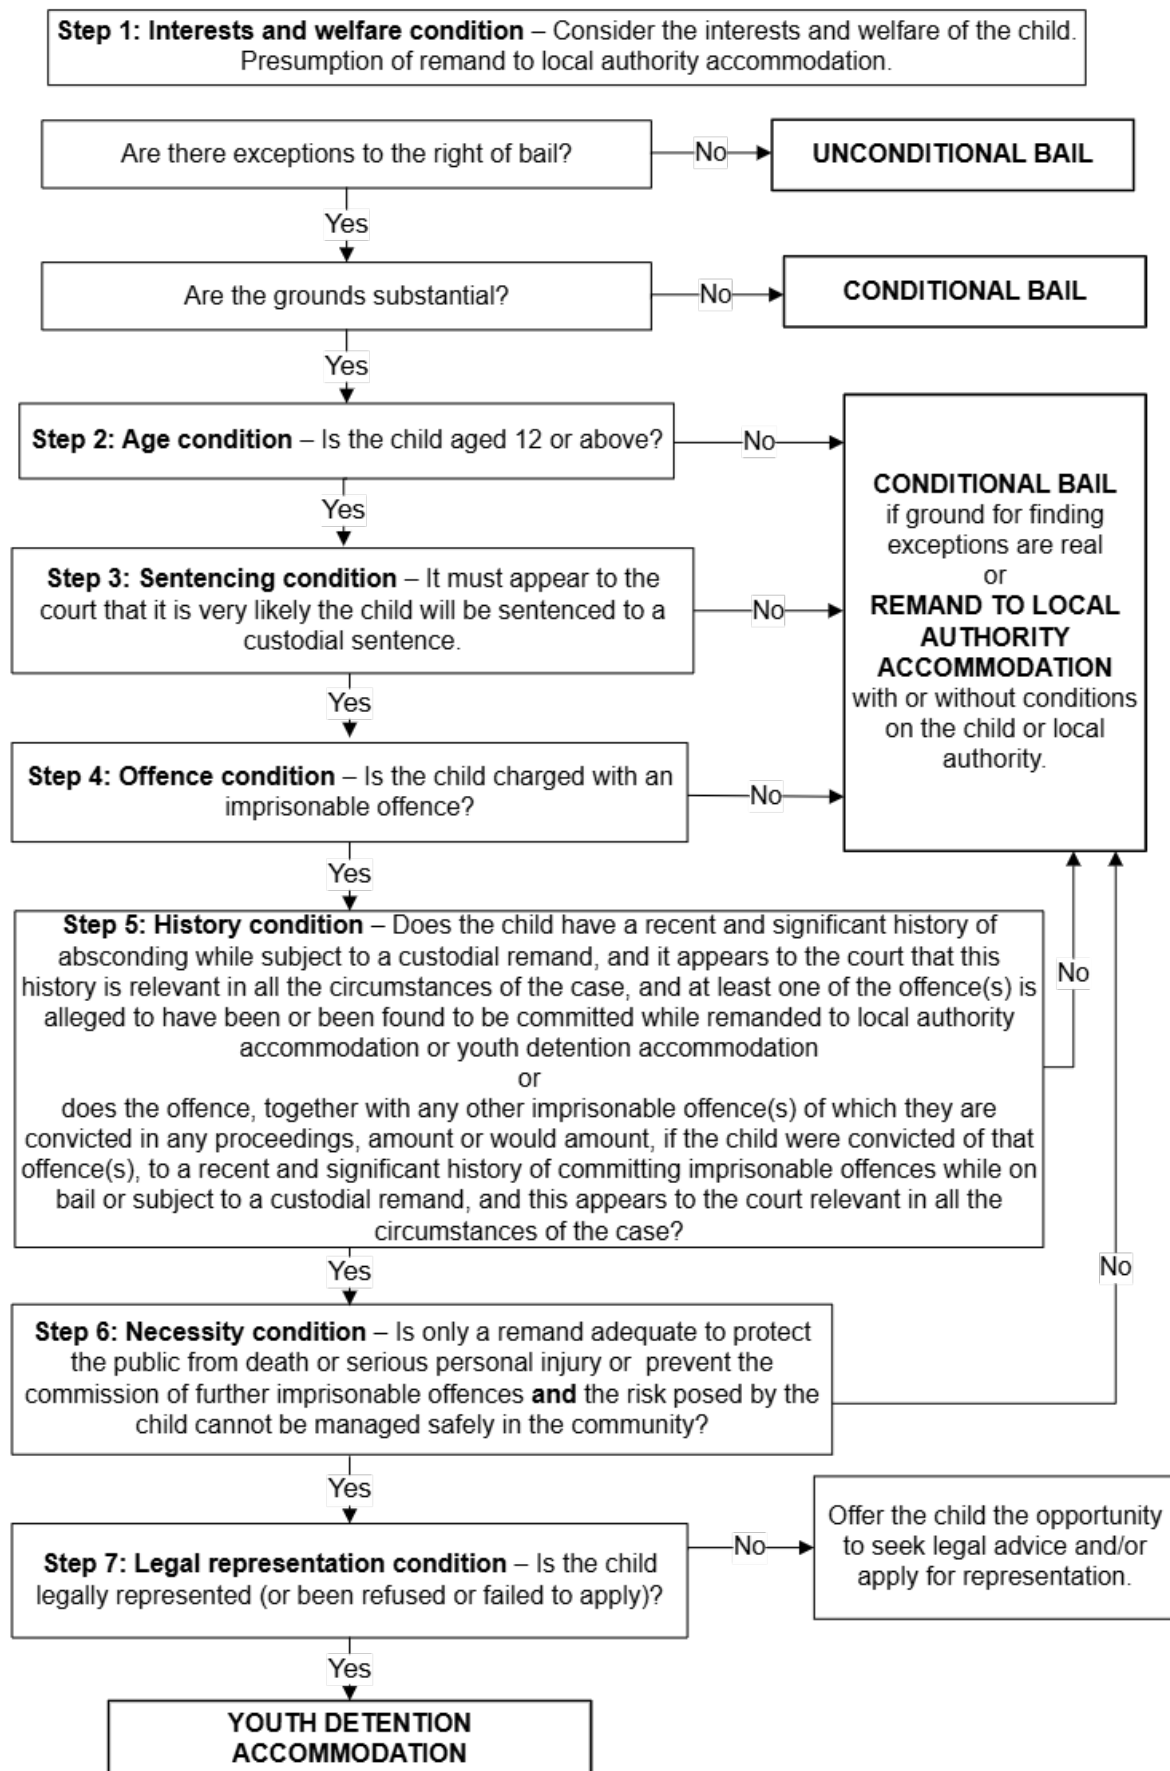 Step 1: Interests and welfare condition – Consider the interests and welfare of the child.
Presumption of remand to local authority accommodation.
Are there exceptions to the right of bail?
No
UNCONDITIONAL BAIL
Yes
Are the grounds substantial?
No
CONDITIONAL BAIL
Yes
Step 2: Age condition – Is the child aged 12 or above?
No
CONDITIONAL BAIL
if ground for finding
exceptions are real
or
REMAND TO LOCAL
AUTHORITY
ACCOMMODATION
with or without conditions
on the child or local
authority.
Yes
Step 3: Sentencing condition – It must appear to the
court that it is very likely the child will be sentenced to a
custodial sentence.
No
Yes
Step 4: Offence condition – Is the child charged with an
imprisonable offence?
No
Yes
Step 5: History condition – Does the child have a recent and significant history of
absconding while subject to a custodial remand, and it appears to the court that this
history is relevant in all the circumstances of the case, and at least one of the offence(s) is
alleged to have been or been found to be committed while remanded to local authority
accommodation or youth detention accommodation
or
does the offence, together with any other imprisonable offence(s) of which they are
convicted in any proceedings, amount or would amount, if the child were convicted of that
offence(s), to a recent and significant history of committing imprisonable offences while on
bail or subject to a custodial remand, and this appears to the court relevant in all the
circumstances of the case?
No
Yes
Step 6: Necessity condition – Is only a remand adequate to protect
the public from death or serious personal injury or prevent the
commission of further imprisonable offences and the risk posed by the
child cannot be managed safely in the community?
No
Yes
Step 7: Legal representation condition – Is the child
legally represented (or been refused or failed to apply)?
No
Offer the child the opportunity
to seek legal advice and/or
apply for representation.
Yes
YOUTH DETENTION
ACCOMMODATION